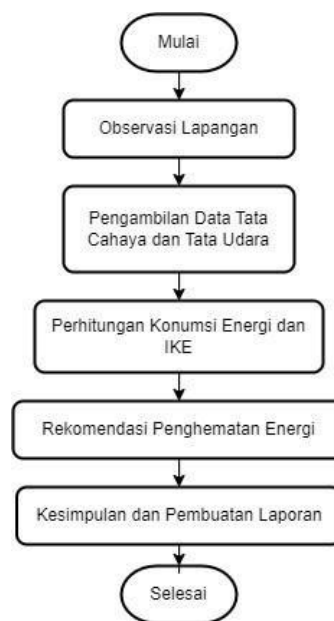 Mulai
Observasi Lapangan
Pengambilan Data Tata
Cahaya dan Tata Udara
Perhitungan Konumsi Energi dan
IKE
Rekomendasi Penghematan Energi
Kesimpulan dan Pembuatan Laporan
Selesai